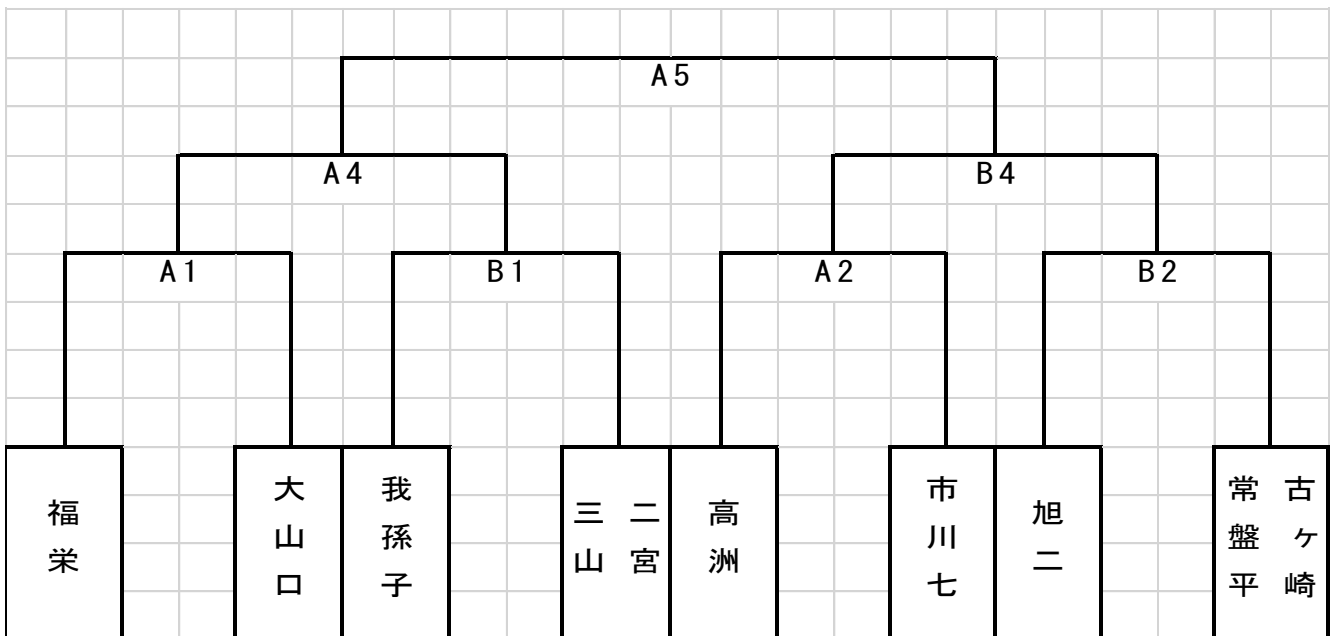 A5
A4
B4
A1
B1
A2
B2
福栄
大山口
我孫子
二宮
三山
高洲
市川七
旭二
古ヶ崎
常盤平